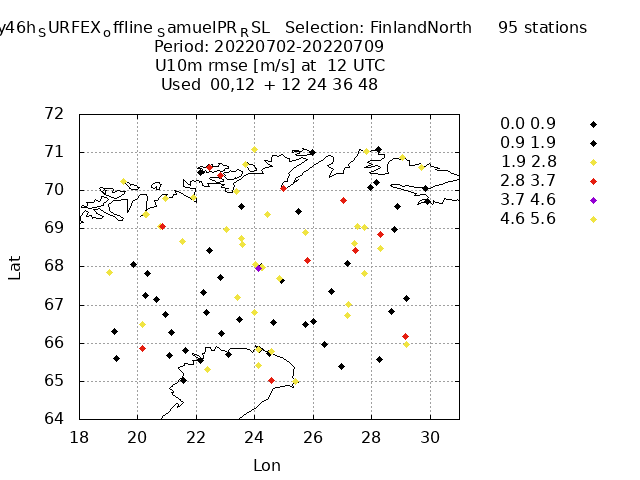 y46hSURFEXoffline SamuelPRRSL Selection: FinlandNorth 95 stations
Period: 20220702-20220709
U10m rmse [m/s] at 12 UTC
Used 00,12 + 12 24 36 48
72
71
70
69
68
67
66
65
64
18 20 22 24 26 28 30
Lat
Lon
0.0 0.9
0.9 1.9
1.9 2.8
2.8 3.7
3.7 4.6
4.6 5.6